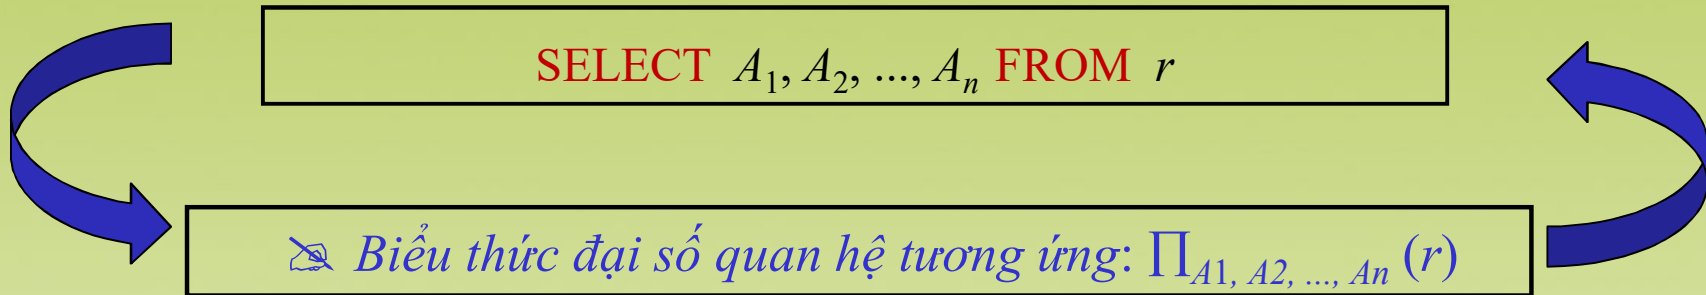 SELECT A1, A2, ..., An FROM r
Biểu thức đại số quan hệ tương ứng: ∏A1, A2, ..., An (r)